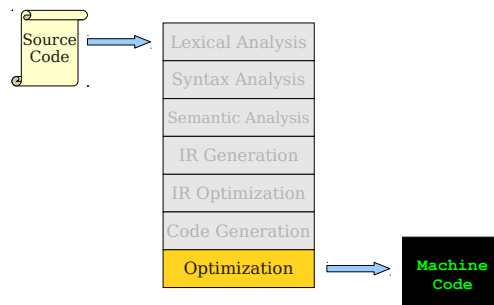 Source
Code
Lexical Analysis
Syntax Analysis
Semantic Analysis
IR Generation
IR Optimization
Code Generation
Optimization
Machine
Code